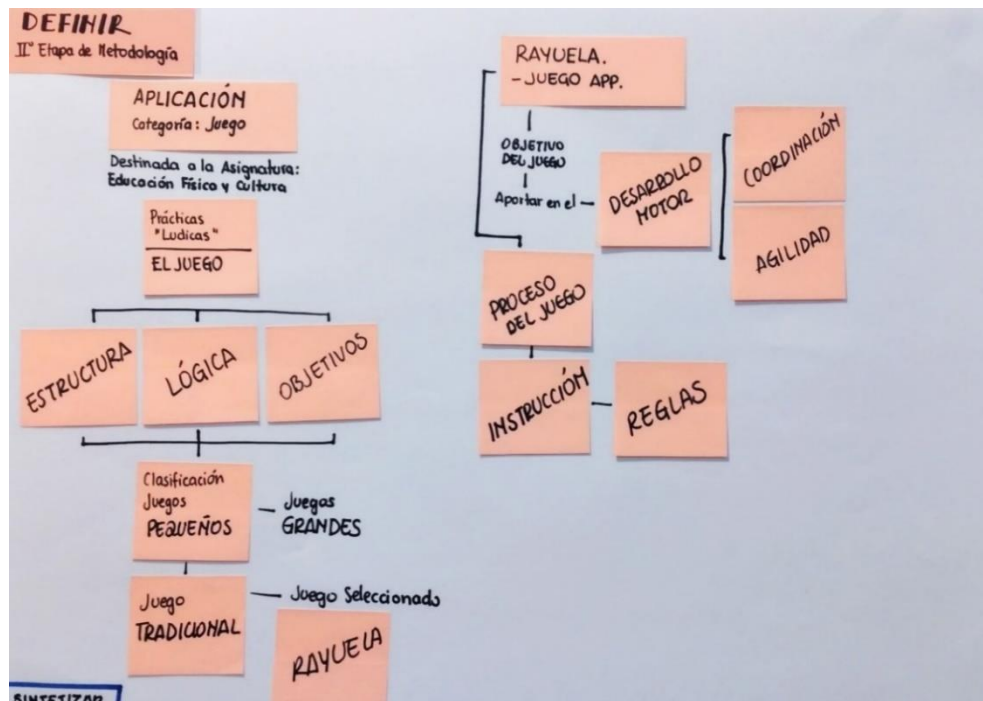 DEFINIR
II° Etapa de Metodología
APLICACIÓN
Categoría: Juego
Destinada a la Asignatura:
Educación Físico y Cultura
Prácticas
"Ludicas"
EL JUEGO
ESTRUCTURA
LÓGICA
OBJETIVOS
Clasificación
Juegos
PEQUEÑOS
— Juegos
GRANDES
Juego
TRADICIONAL
— Juego Seleccionado
RAYUELA
SINTETIZAR
RAYUELA.
- JUEGO APP.
OBJETIVO
DEL JUEGO
Aportar en el —
DESARROLLO
MOTOR
COORDINACIÓN
AGILIDAD
PROCESO
DEL JUEGO
INSTRUCCIÓN
REGLAS